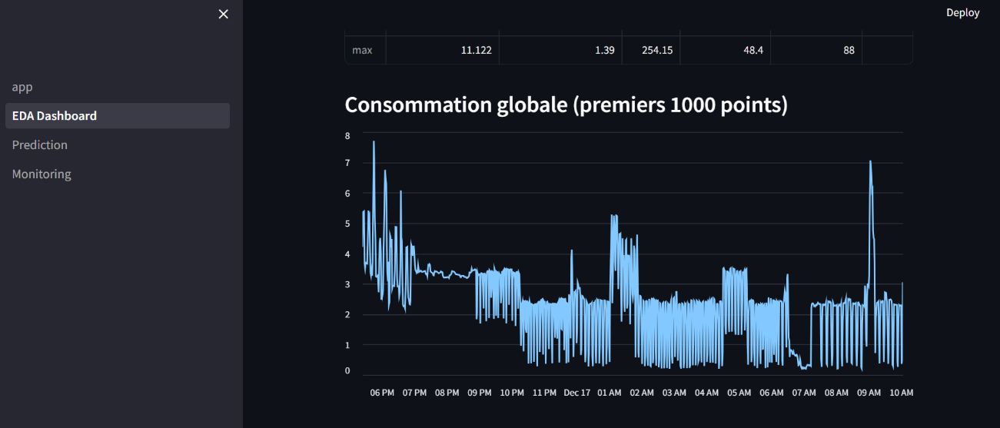 Deploy
app
EDA Dashboard
Prediction
Monitoring
max 11.122 1.39 254.15 48.4 88
Consommation globale (premiers 1000 points)
8
7
6
5
4
3
2
1
0
06 PM 07 PM 08 PM 09 PM 10 PM 11 PM Dec 17 01 AM 02 AM 03 AM 04 AM 05 AM 06 AM 07 AM 08 AM 09 AM 10 AM